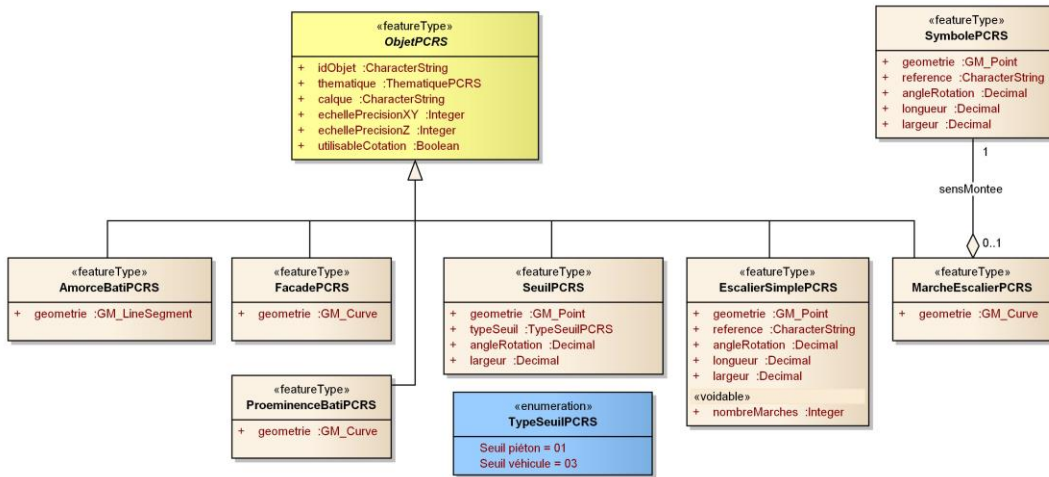 «featureType»
ObjetPCRS
+ idObjet :CharacterString
+ thematique :ThematiquePCRS
+ calque :CharacterString
+ echellePrecisionXY :Integer
+ echellePrecisionZ :Integer
+ utilisableCotation :Boolean
«featureType»
SymbolePCRS
+ geometrie :GM_Point
+ reference :CharacterString
+ angleRotation :Decimal
+ longueur :Decimal
+ largeur :Decimal
1
sensMontee
0..1
«featureType»
AmorceBatiPCRS
+ geometrie :GM_LineSegment
«featureType»
FacadePCRS
+ geometrie :GM_Curve
«featureType»
SeuilPCRS
+ geometrie :GM_Point
+ typeSeuil :TypeSeuilPCRS
+ angleRotation :Decimal
+ largeur :Decimal
«featureType»
EscalierSimplePCRS
+ geometrie :GM_Point
+ reference :CharacterString
+ angleRotation :Decimal
+ longueur :Decimal
+ largeur :Decimal
«voidable»
+ nombreMarches :Integer
«featureType»
MarcheEscalierPCRS
+ geometrie :GM_Curve
«featureType»
ProeminenceBatiPCRS
+ geometrie :GM_Curve
«enumeration»
TypeSeuilPCRS
Seuil piéton = 01
Seuil véhicule = 03